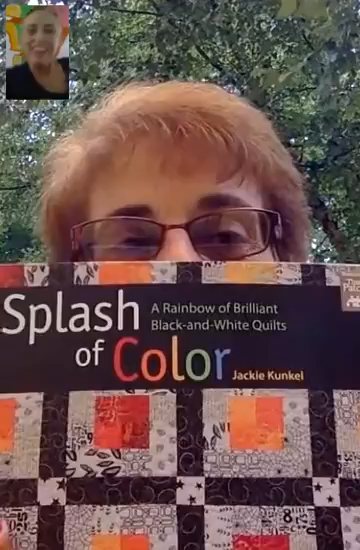 Splash
of Color
A Rainbow of Brilliant
Black-and-White Quilts
Jackie Kunkel